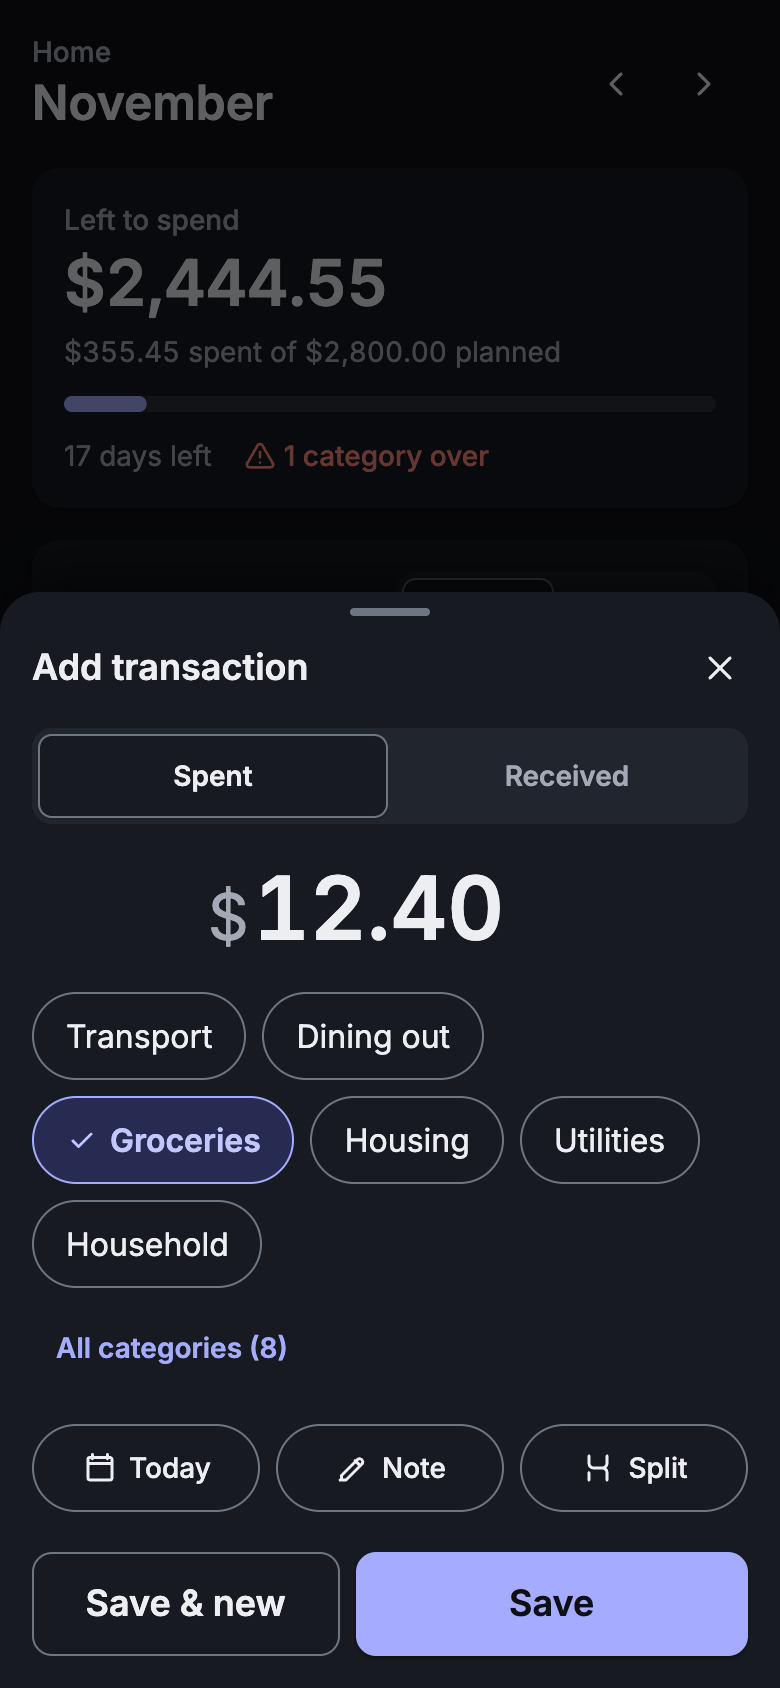 Home
November
Left to spend
$2,444.55
$355.45 spent of $2,800.00 planned
17 days left 1 category over
Add transaction
Spent Received
$12.40
Transport Dining out
Groceries Housing Utilities
Household
All categories (8)
Today Note Split
Save & new Save